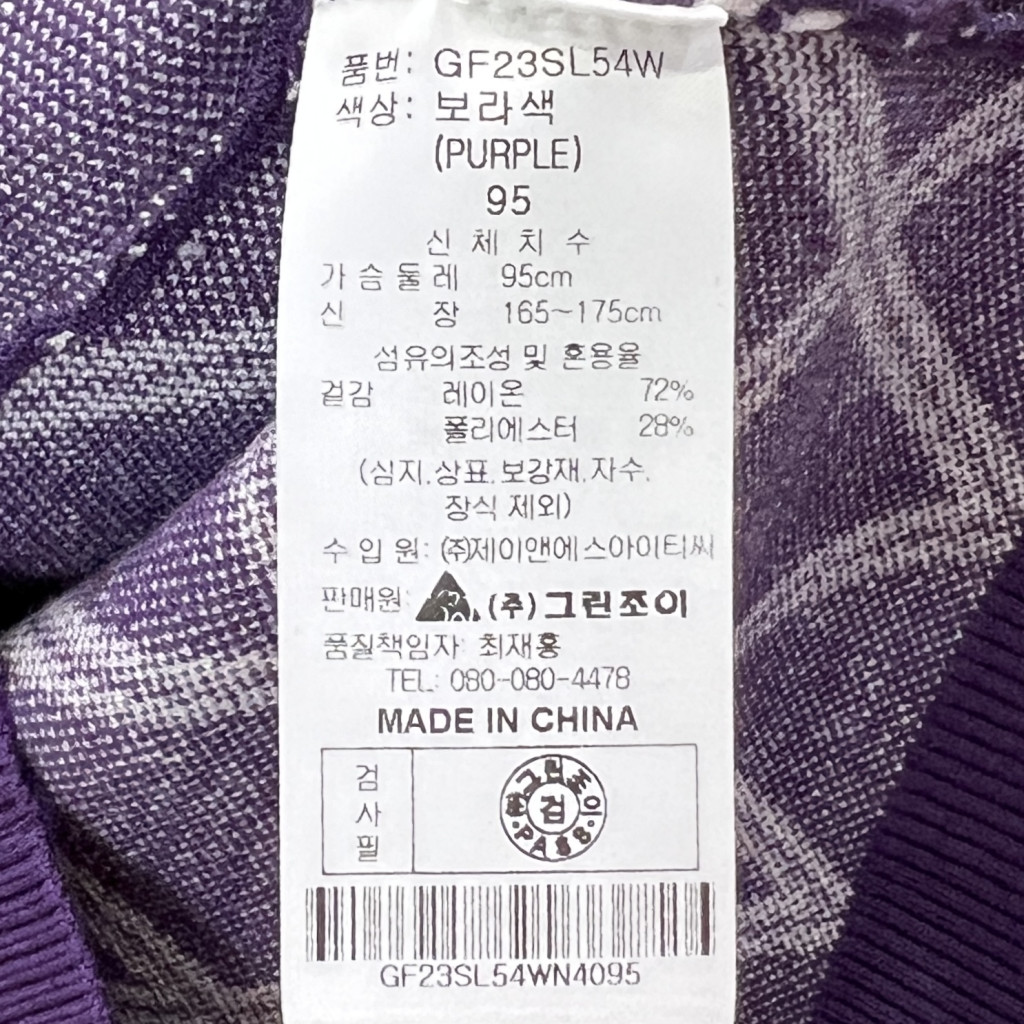 품번: GF23SL54W
색상: 보라색
(PURPLE)
95
신 체 치 수
가 슴 둘 레 95cm
신 장 165~175cm
섬유의조성 및 혼용율
겉감 레이온 72%
폴리에스터 28%
(심지.상표.보강재.자수.
장식 제외)
수 입 원: (주)제이앤에스아이티씨
판매원: (주)그린조이
품질책임자: 최재홍
TEL: 080-080-4478
MADE IN CHINA
검
사
필
그린조이
검
PASS
GF23SL54WN4095